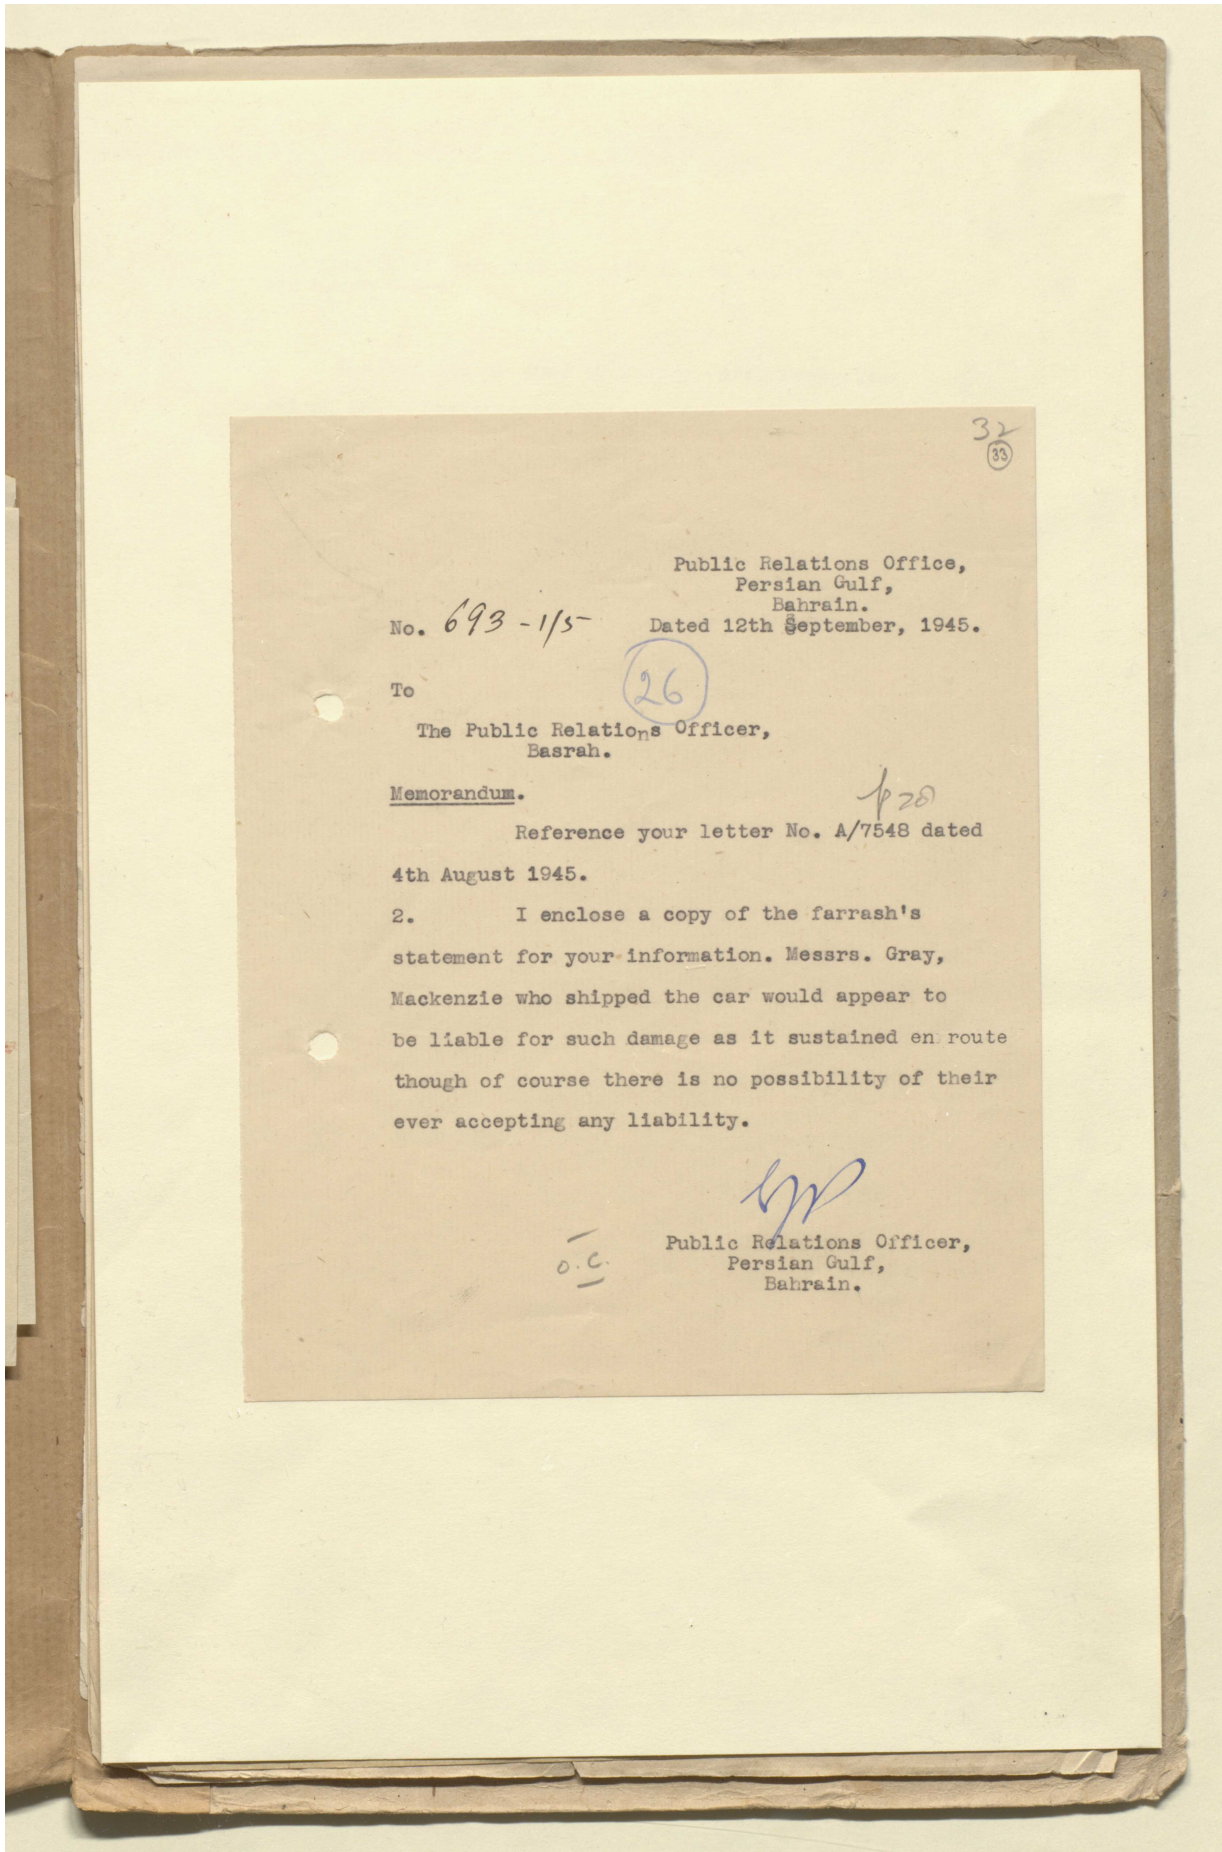 32
33
Public Relations Office,
Persian Gulf,
Bahrain.
No. 693-1/5 Dated 12th September, 1945.
26
To
The Public Relations Officer,
Basrah.
Memorandum.
p 28
Reference your letter No. A/7548 dated
4th August 1945.
2. I enclose a copy of the farrash's
statement for your information. Messrs. Gray,
Mackenzie who shipped the car would appear to
be liable for such damage as it sustained en route
though of course there is no possibility of their
ever accepting any liability.
Public Relations Officer,
Persian Gulf,
Bahrain.
O.C.